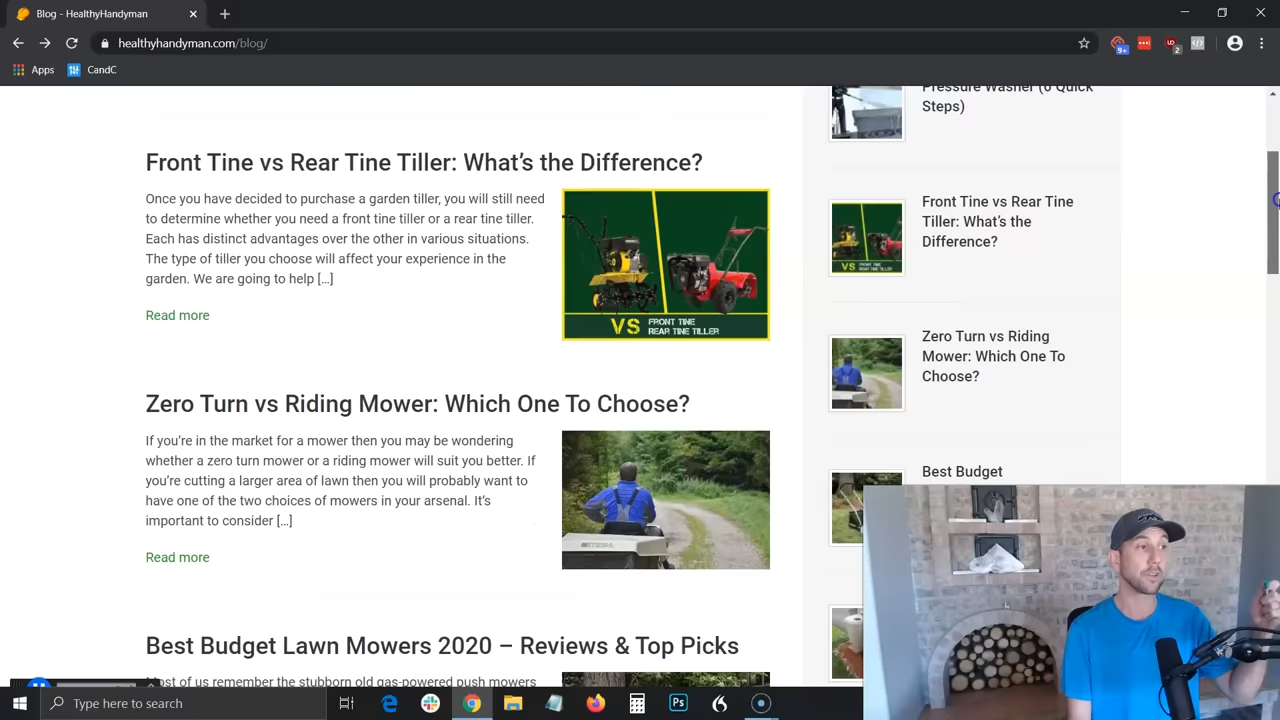 Blog - HealthyHandyman
healthyhandyman.com/blog/
9+
2
Apps
CandC
Front Tine vs Rear Tine Tiller: What's the Difference?
Once you have decided to purchase a garden tiller, you will still need
to determine whether you need a front tine tiller or a rear tine tiller.
Each has distinct advantages over the other in various situations.
The type of tiller you choose will affect your experience in the
garden. We are going to help […]
Read more
VS FRONT TINE
REAR TINE TILLER
Zero Turn vs Riding Mower: Which One To Choose?
If you're in the market for a mower then you may be wondering
whether a zero turn mower or a riding mower will suit you better. If
you're cutting a larger area of lawn then you will probably want to
have one of the two choices of mowers in your arsenal. It's
important to consider […]
Read more
Best Budget Lawn Mowers 2020 – Reviews & Top Picks
Most of us remember the stubborn old gas-powered push mowers
Pressure Washer (6 Quick
Steps)
Front Tine vs Rear Tine
Tiller: What's the
Difference?
VS FRONT TINE
REAR TINE TILLER
Zero Turn vs Riding
Mower: Which One To
Choose?
Best Budget
Type here to search
Ps